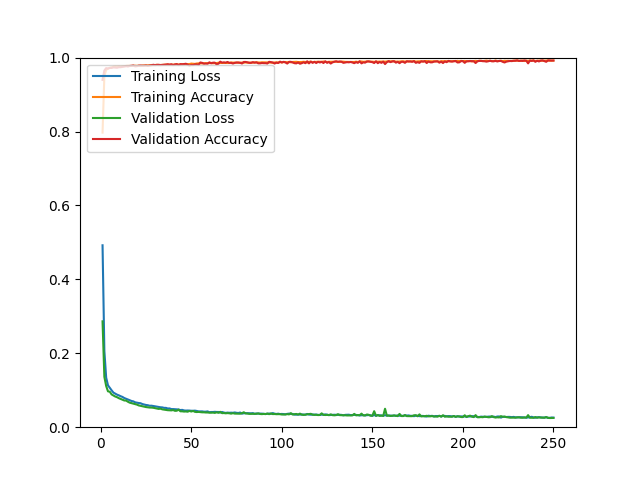 1.0
0.8
0.6
0.4
0.2
0.0
Training Loss
Training Accuracy
Validation Loss
Validation Accuracy
0 50 100 150 200 250